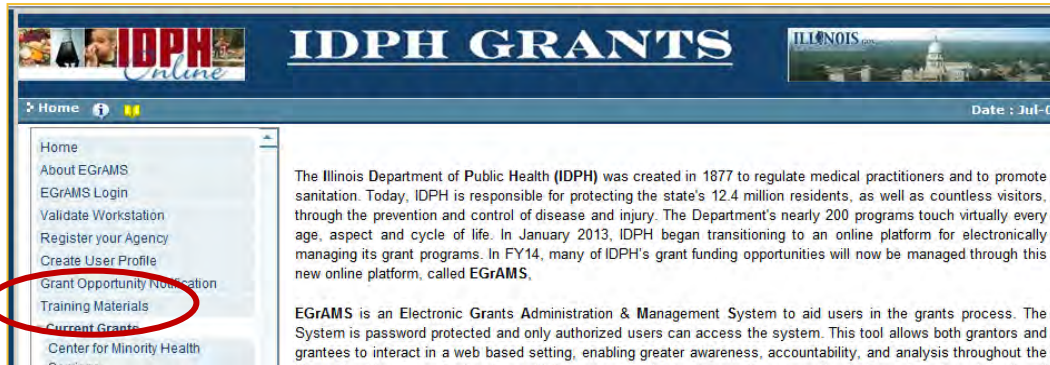 IDPH
Online
IDPH GRANTS
ILLINOIS
Home
Date : Jul-0
Home
About EGrAMS
EGrAMS Login
Validate Workstation
Register your Agency
Create User Profile
Grant Opportunity Notification
Training Materials
Current Grants
Center for Minority Health
The Illinois Department of Public Health (IDPH) was created in 1877 to regulate medical practitioners and to promote
sanitation. Today, IDPH is responsible for protecting the state's 12.4 million residents, as well as countless visitors,
through the prevention and control of disease and injury. The Department's nearly 200 programs touch virtually every
age, aspect and cycle of life. In January 2013, IDPH began transitioning to an online platform for electronically
managing its grant programs. In FY14, many of IDPH's grant funding opportunities will now be managed through this
new online platform, called EGrAMS,
EGrAMS is an Electronic Grants Administration & Management System to aid users in the grants process. The
System is password protected and only authorized users can access the system. This tool allows both grantors and
grantees to interact in a web based setting, enabling greater awareness, accountability, and analysis throughout the